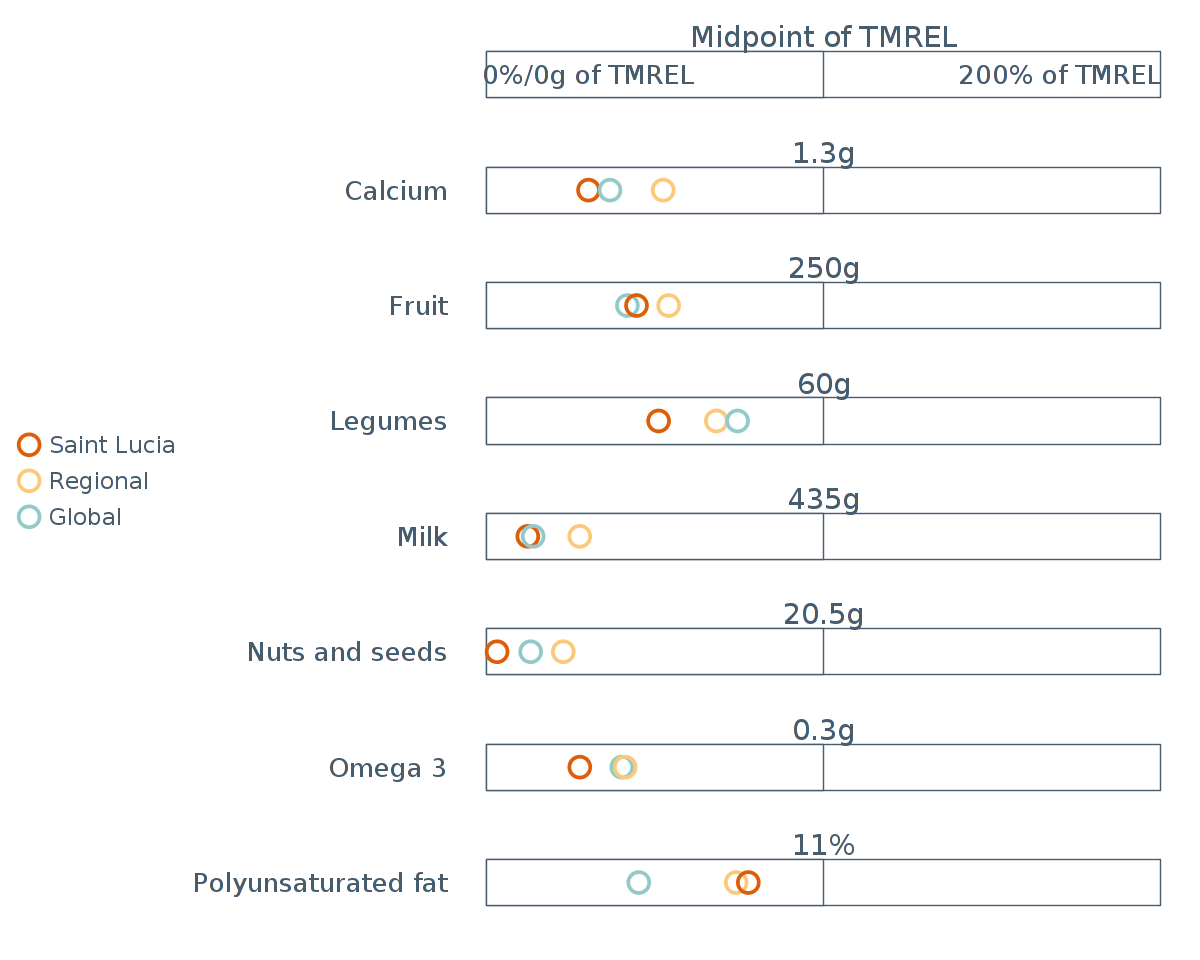 Midpoint of TMREL
0%/0g of TMREL
200% of TMREL
1.3g
Calcium
250g
Fruit
60g
Legumes
Saint Lucia
Regional
Global
435g
Milk
20.5g
Nuts and seeds
0.3g
Omega 3
11%
Polyunsaturated fat